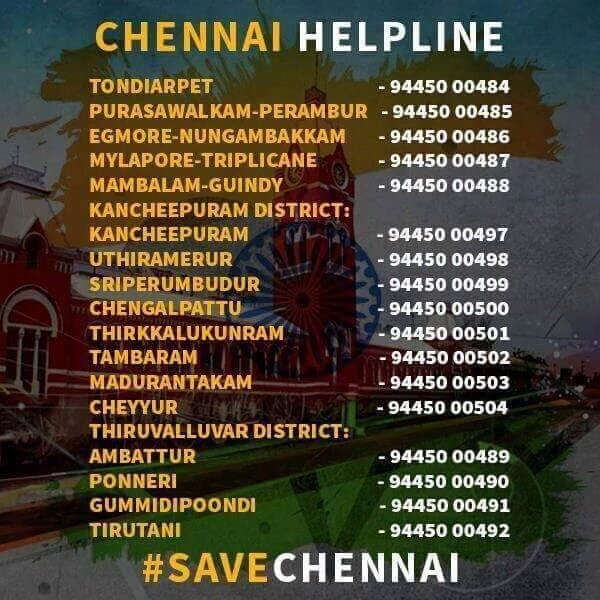 CHENNAI HELPLINE
TONDIARPET - 94450 00484
PURASAWALKAM-PERAMBUR - 94450 00485
EGMORE-NUNGAMBAKKAM - 94450 00486
MYLAPORE-TRIPLICANE - 94450 00487
MAMBALAM-GUINDY - 94450 00488
KANCHEEPURAM DISTRICT:
KANCHEEPURAM - 94450 00497
UTHIRAMERUR - 94450 00498
SRIPERUMBUDUR - 94450 00499
CHENGALPATTU - 94450 00500
THIRKKALUKUNRAM - 94450 00501
TAMBARAM - 94450 00502
MADURANTAKAM - 94450 00503
CHEYYUR - 94450 00504
THIRUVALLUVAR DISTRICT:
AMBATTUR - 94450 00489
PONNERI - 94450 00490
GUMMIDIPOONDI - 94450 00491
TIRUTANI - 94450 00492
#SAVECHENNAI